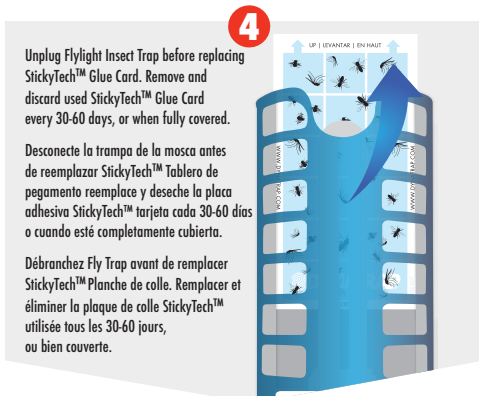 4
Unplug Flylight Insect Trap before replacing
StickyTech™ Glue Card. Remove and
discard used StickyTech™ Glue Card
every 30-60 days, or when fully covered.
Desconecte la trampa de la mosca antes
de reemplazar StickyTech™ Tablero de
pegamento reemplace y deseche la placa
adhesiva StickyTech™ tarjeta cada 30-60 días
o cuando esté completamente cubierta.
Débranchez Fly Trap avant de remplacer
StickyTech™ Planche de colle. Remplacer et
éliminer la plaque de colle StickyTech™
utilisée tous les 30-60 jours,
ou bien couverte.
UP | LEVANTAR | EN HAUT